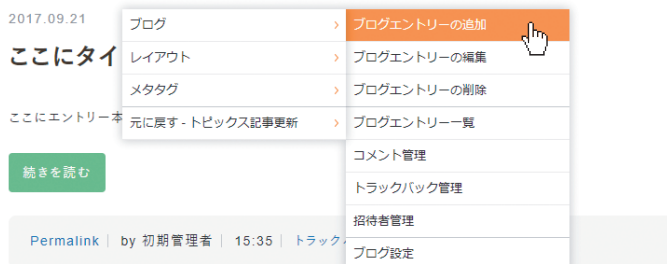 2017.09.21
ここにタイ
ここにエントリー本
続きを読む
Permalink | by 初期管理者 | 15:35 | トラック
ブログ
レイアウト
メタタグ
元に戻す - トピックス記事更新
ブログエントリーの追加
ブログエントリーの編集
ブログエントリーの削除
ブログエントリー一覧
コメント管理
トラックバック管理
招待者管理
ブログ設定